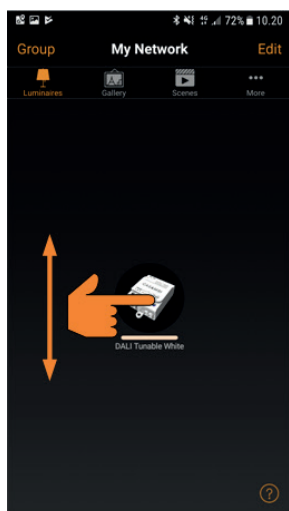 72% 10.20
Group My Network Edit
Luminaires Gallery Scenes More
DALI Tunable White
?